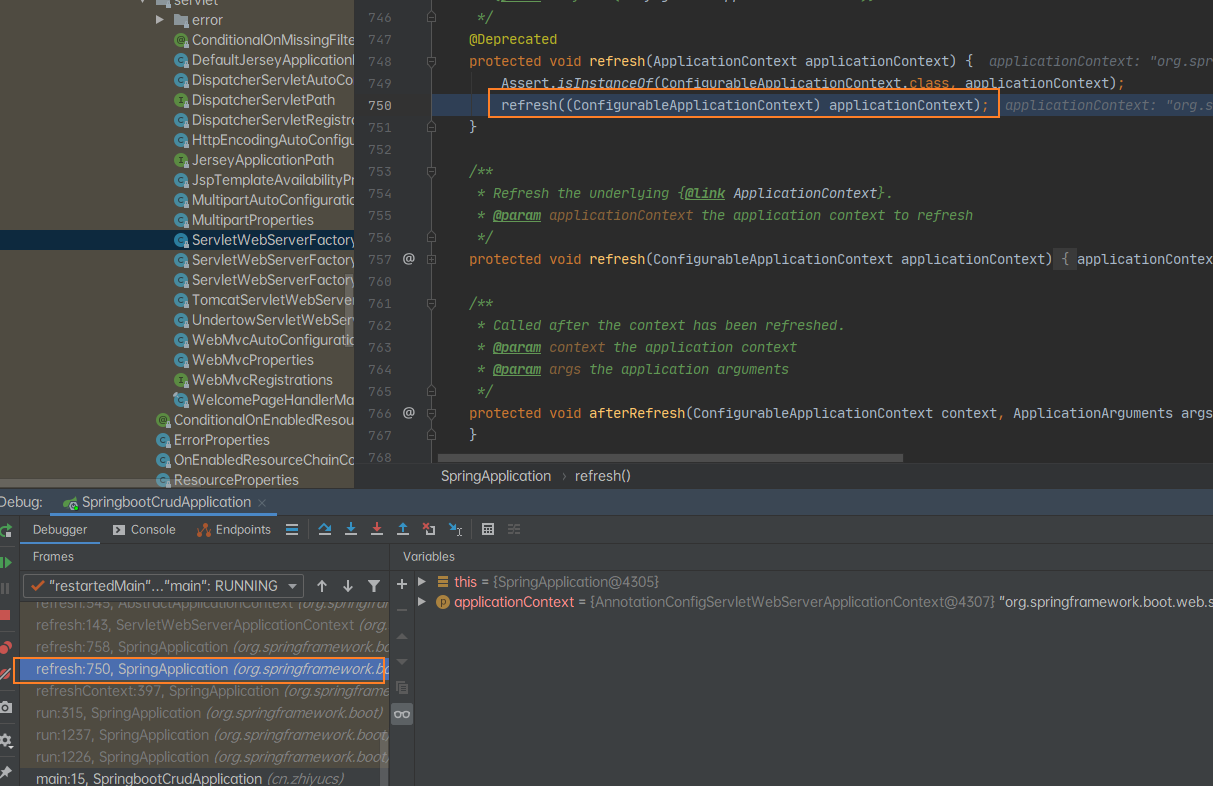 servlet
error
ConditionalOnMissingFilte
DefaultJerseyApplicationP
DispatcherServletAutoCo
DispatcherServletPath
DispatcherServletRegistra
HttpEncodingAutoConfigu
JerseyApplicationPath
JspTemplateAvailabilityPr
MultipartAutoConfiguratio
MultipartProperties
ServletWebServerFactory
ServletWebServerFactory
ServletWebServerFactory
TomcatServletWebServe
UndertowServletWebSer
WebMvcAutoConfiguratic
WebMvcProperties
WebMvcRegistrations
WelcomePageHandlerMa
ConditionalOnEnabledResou
ErrorProperties
OnEnabledResourceChainCo
ResourceProperties
746 */
747 @Deprecated
748 protected void refresh(ApplicationContext applicationContext) { applicationContext: "org.spr
749 Assert.isInstanceOf(ConfigurableApplicationContext.class, applicationContext);
750 refresh((ConfigurableApplicationContext) applicationContext); applicationContext: "org.s
751 }
752
753 /**
754 * Refresh the underlying {@link ApplicationContext}.
755 * @param applicationContext the application context to refresh
756 */
757 @ protected void refresh(ConfigurableApplicationContext applicationContext) { applicationContex
760
761 /**
762 * Called after the context has been refreshed.
763 * @param context the application context
764 * @param args the application arguments
765 */
766 @ protected void afterRefresh(ConfigurableApplicationContext context, ApplicationArguments args
767 }
768
SpringApplication › refresh()
Debug: SpringbootCrudApplication ×
Debugger Console Endpoints
Frames
"restartedMain"..."main": RUNNING
refresh:545, AbstractApplicationContext (org.springfran
refresh:143, ServletWebServerApplicationContext (org.
refresh:758, SpringApplication (org.springframework.bo
refresh:750, SpringApplication (org.springframework.bo
refreshContext:397, SpringApplication (org.springframe
run:315, SpringApplication (org.springframework.boot)
run:1237, SpringApplication (org.springframework.boot)
run:1226, SpringApplication (org.springframework.boot)
main:15, SpringbootCrudApplication (cn.zhiyucs)
Variables
this = {SpringApplication@4305}
applicationContext = {AnnotationConfigServletWebServerApplicationContext@4307} "org.springframework.boot.web.s